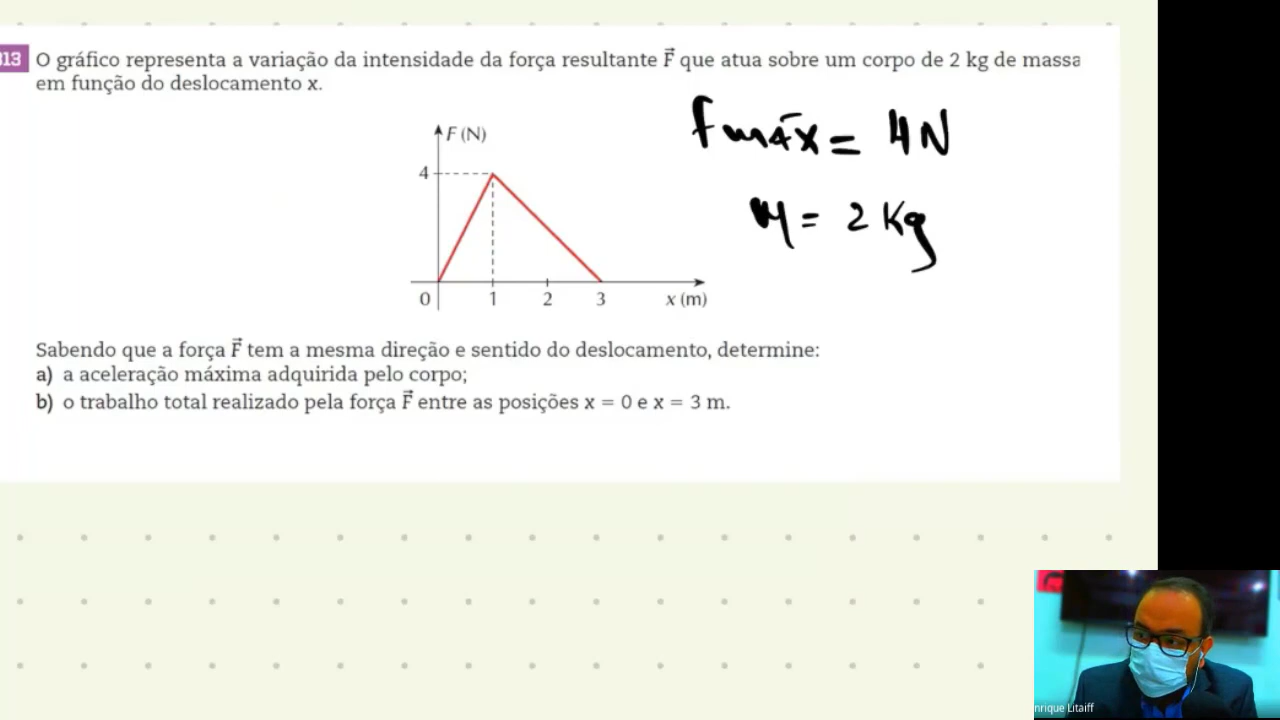 313 O gráfico representa a variação da intensidade da força resultante F⃗ que atua sobre um corpo de 2 kg de massa
em função do deslocamento x.
F (N)
4
0 1 2 3 x (m)
Fmáx = 4N
M = 2 Kg
Sabendo que a força F⃗ tem a mesma direção e sentido do deslocamento, determine:
a) a aceleração máxima adquirida pelo corpo;
b) o trabalho total realizado pela força F⃗ entre as posições x = 0 e x = 3 m.
nrique Litaiff